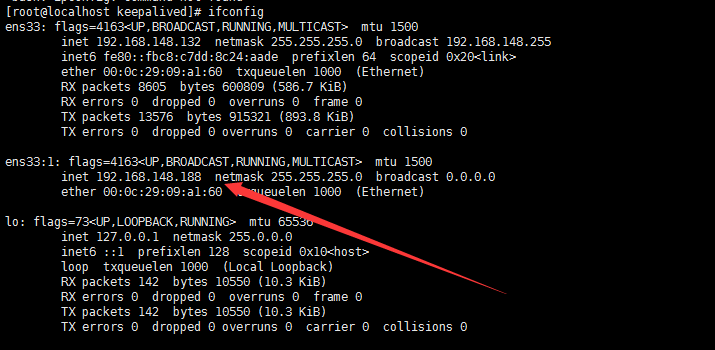 [root@localhost keepalived]# ifconfig
ens33: flags=4163<UP,BROADCAST,RUNNING,MULTICAST>  mtu 1500
        inet 192.168.148.132  netmask 255.255.255.0  broadcast 192.168.148.255
        inet6 fe80::fbc8:c7dd:8c24:aade  prefixlen 64  scopeid 0x20<link>
        ether 00:0c:29:09:a1:60  txqueuelen 1000  (Ethernet)
        RX packets 8605  bytes 600809 (586.7 KiB)
        RX errors 0  dropped 0  overruns 0  frame 0
        TX packets 13576  bytes 915321 (893.8 KiB)
        TX errors 0  dropped 0 overruns 0  carrier 0  collisions 0
ens33:1: flags=4163<UP,BROADCAST,RUNNING,MULTICAST>  mtu 1500
        inet 192.168.148.188  netmask 255.255.255.0  broadcast 0.0.0.0
        ether 00:0c:29:09:a1:60  txqueuelen 1000  (Ethernet)
lo: flags=73<UP,LOOPBACK,RUNNING>  mtu 65536
        inet 127.0.0.1  netmask 255.0.0.0
        inet6 ::1  prefixlen 128  scopeid 0x10<host>
        loop  txqueuelen 1000  (Local Loopback)
        RX packets 142  bytes 10550 (10.3 KiB)
        RX errors 0  dropped 0  overruns 0  frame 0
        TX packets 142  bytes 10550 (10.3 KiB)
        TX errors 0  dropped 0 overruns 0  carrier 0  collisions 0